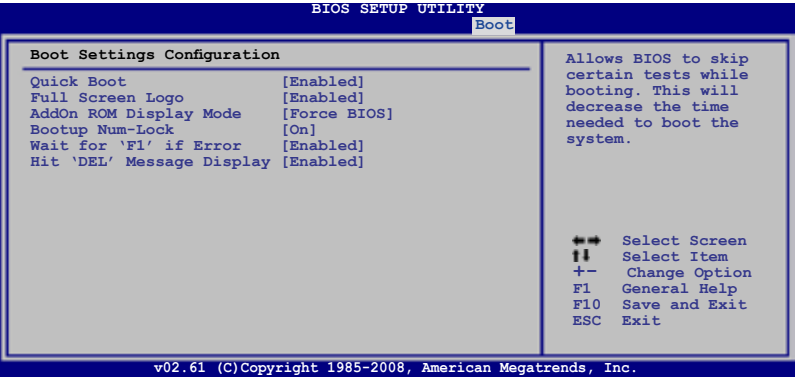 BIOS SETUP UTILITY
Boot
Boot Settings Configuration
Quick Boot [Enabled]
Full Screen Logo [Enabled]
AddOn ROM Display Mode [Force BIOS]
Bootup Num-Lock [On]
Wait for ‘F1’ if Error [Enabled]
Hit ‘DEL’ Message Display [Enabled]
Allows BIOS to skip
certain tests while
booting. This will
decrease the time
needed to boot the
system.
←→ Select Screen
↑↓ Select Item
+- Change Option
F1 General Help
F10 Save and Exit
ESC Exit
v02.61 (C)Copyright 1985-2008, American Megatrends, Inc.